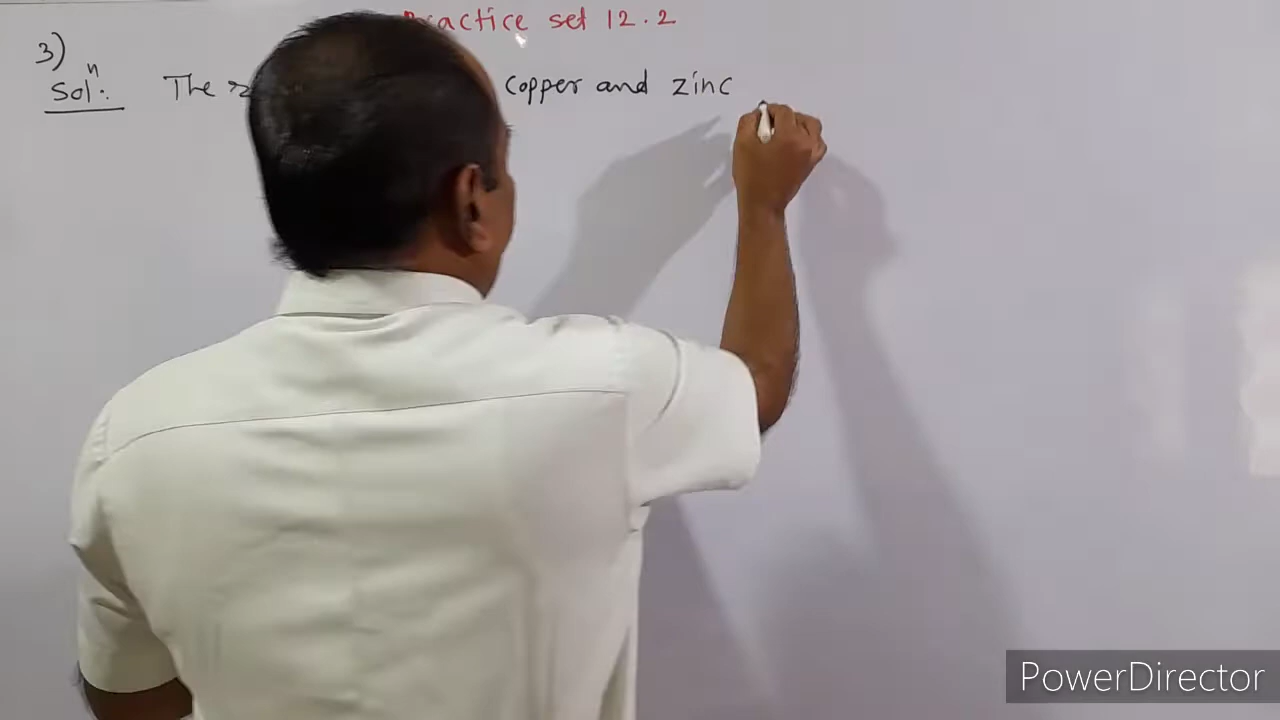 Practice set 12.2
3)
Solⁿ: The copper and zinc
PowerDirector